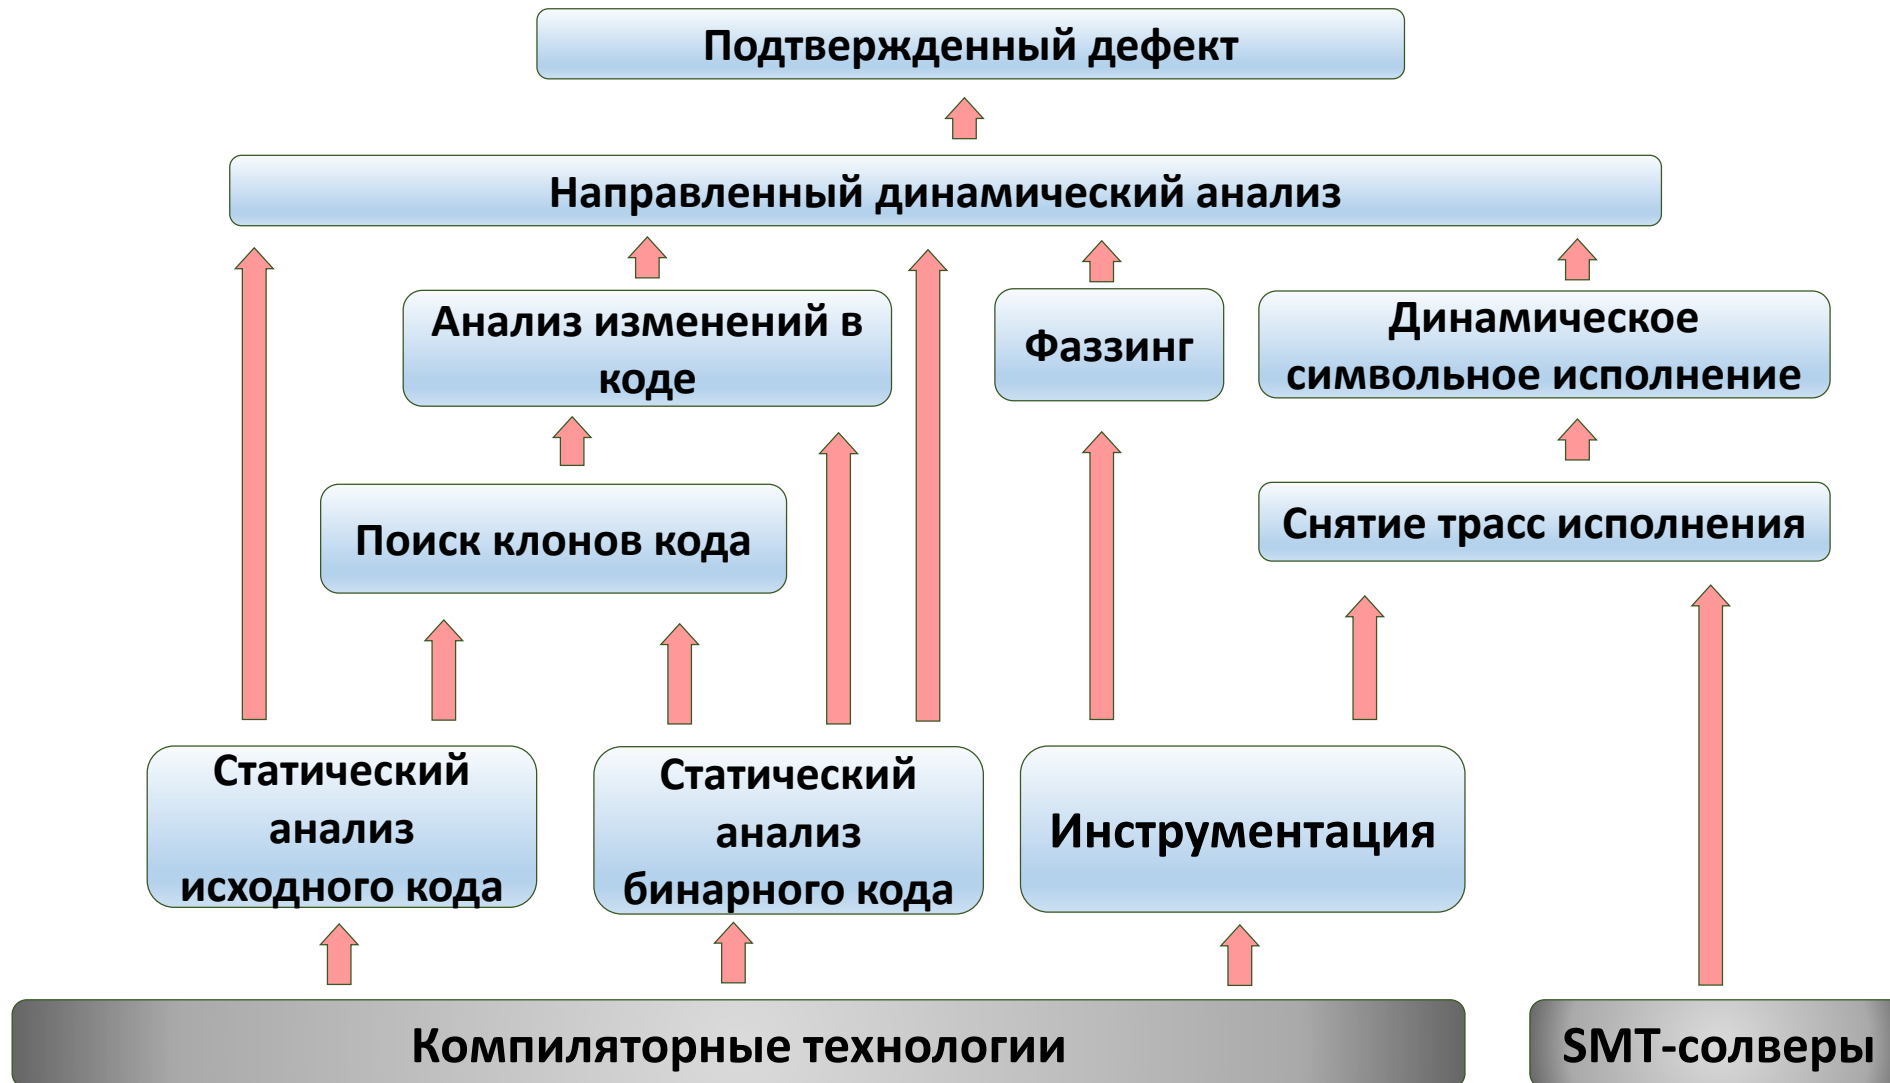 Подтвержденный дефект
Направленный динамический анализ
Анализ изменений в
коде
Фаззинг
Динамическое
символьное исполнение
Поиск клонов кода
Снятие трасс исполнения
Статический
анализ
исходного кода
Статический
анализ
бинарного кода
Инструментация
Компиляторные технологии
SMT-солверы